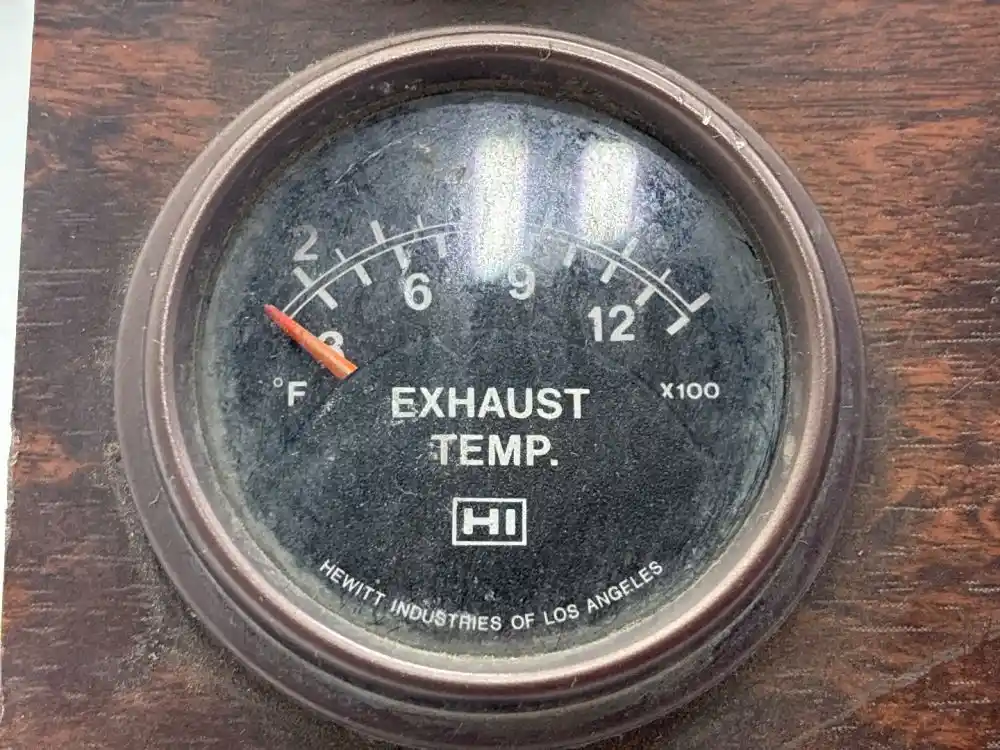 2
6
9
12
3
°F
X100
EXHAUST
TEMP.
HI
HEWITT INDUSTRIES OF LOS ANGELES